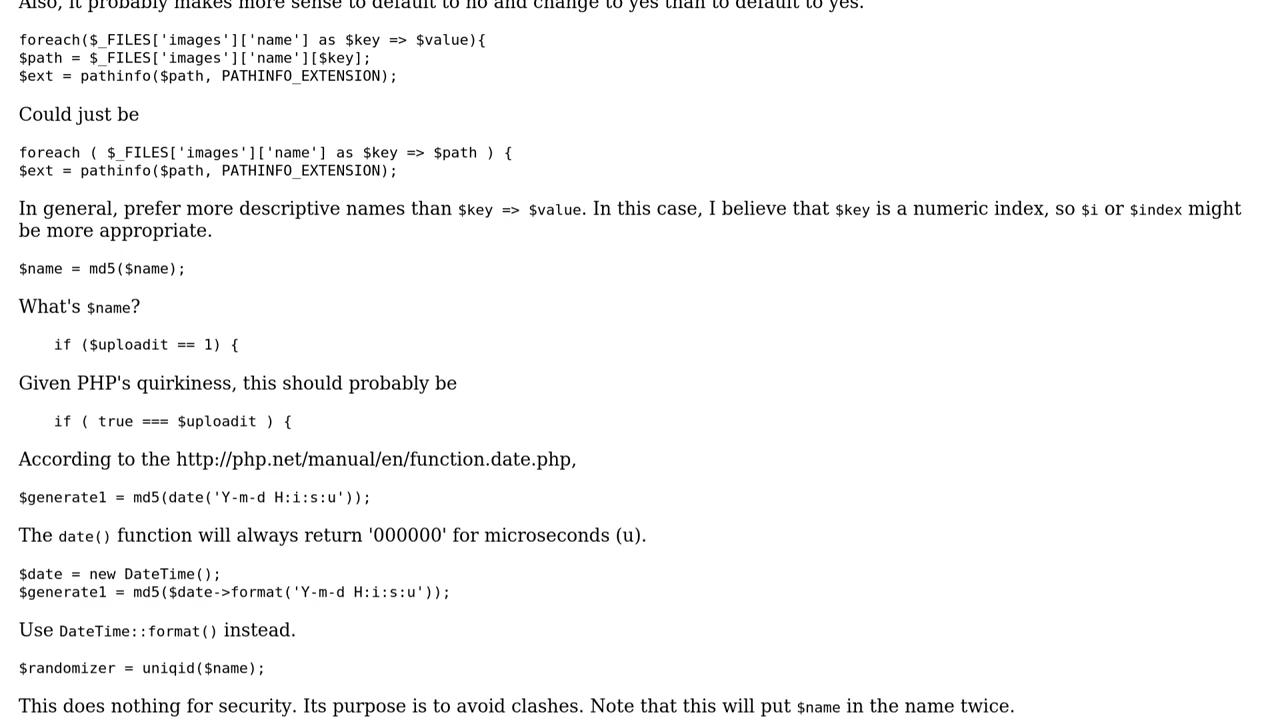 Also, it probably makes more sense to default to no and change to yes than to default to yes.
foreach($_FILES['images']['name'] as $key => $value){
$path = $_FILES['images']['name'][$key];
$ext = pathinfo($path, PATHINFO_EXTENSION);
Could just be
foreach ( $_FILES['images']['name'] as $key => $path ) {
$ext = pathinfo($path, PATHINFO_EXTENSION);
In general, prefer more descriptive names than $key => $value. In this case, I believe that $key is a numeric index, so $i or $index might
be more appropriate.
$name = md5($name);
What's $name?
    if ($uploadit == 1) {
Given PHP's quirkiness, this should probably be
    if ( true === $uploadit ) {
According to the http://php.net/manual/en/function.date.php,
$generate1 = md5(date('Y-m-d H:i:s:u'));
The date() function will always return '000000' for microseconds (u).
$date = new DateTime();
$generate1 = md5($date->format('Y-m-d H:i:s:u'));
Use DateTime::format() instead.
$randomizer = uniqid($name);
This does nothing for security. Its purpose is to avoid clashes. Note that this will put $name in the name twice.